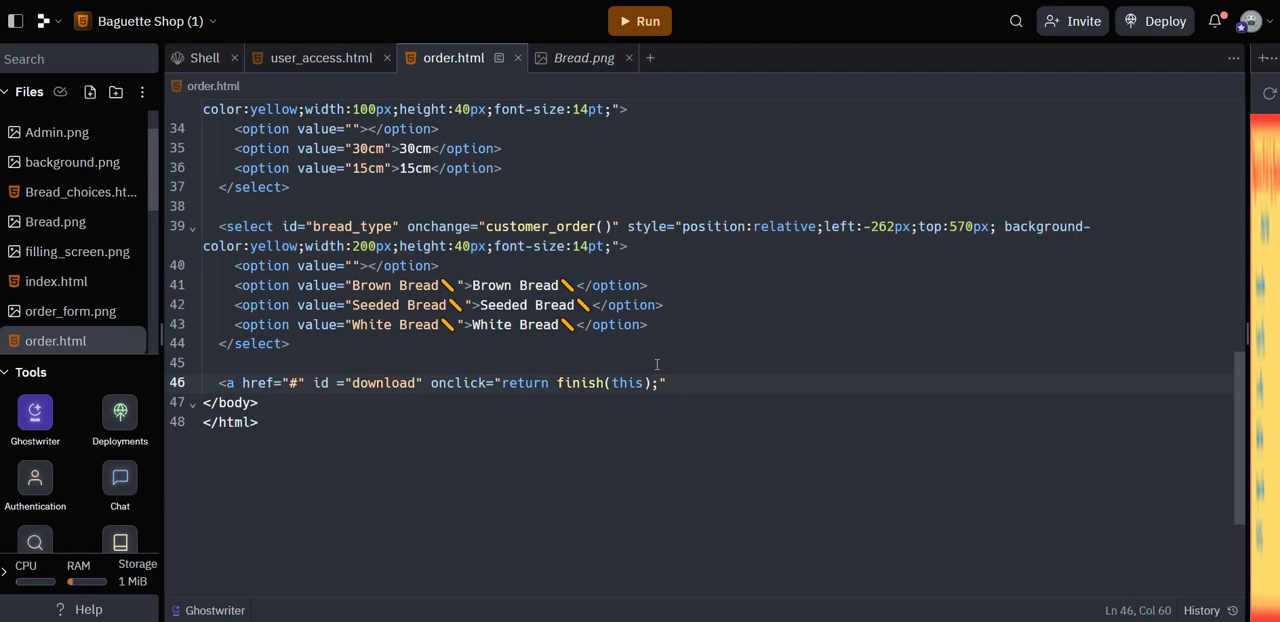 Baguette Shop (1)
Run
Invite
Deploy
Search
Shell
user_access.html
order.html
Bread.png
Files
order.html
Admin.png
background.png
Bread_choices.ht...
Bread.png
filling_screen.png
index.html
order_form.png
order.html
Tools
Ghostwriter
Deployments
Authentication
Chat
CPU
RAM
Storage
1 MiB
Help
color:yellow;width:100px;height:40px;font-size:14pt;">
34 <option value=""></option>
35 <option value="30cm">30cm</option>
36 <option value="15cm">15cm</option>
37 </select>
38
39 <select id="bread_type" onchange="customer_order()" style="position:relative;left:-262px;top:570px; background-
color:yellow;width:200px;height:40px;font-size:14pt;">
40 <option value=""></option>
41 <option value="Brown Bread🥖">Brown Bread🥖</option>
42 <option value="Seeded Bread🥖">Seeded Bread🥖</option>
43 <option value="White Bread🥖">White Bread🥖</option>
44 </select>
45
46 <a href="#" id ="download" onclick="return finish(this);"
47 </body>
48 </html>
Ghostwriter
Ln 46, Col 60
History